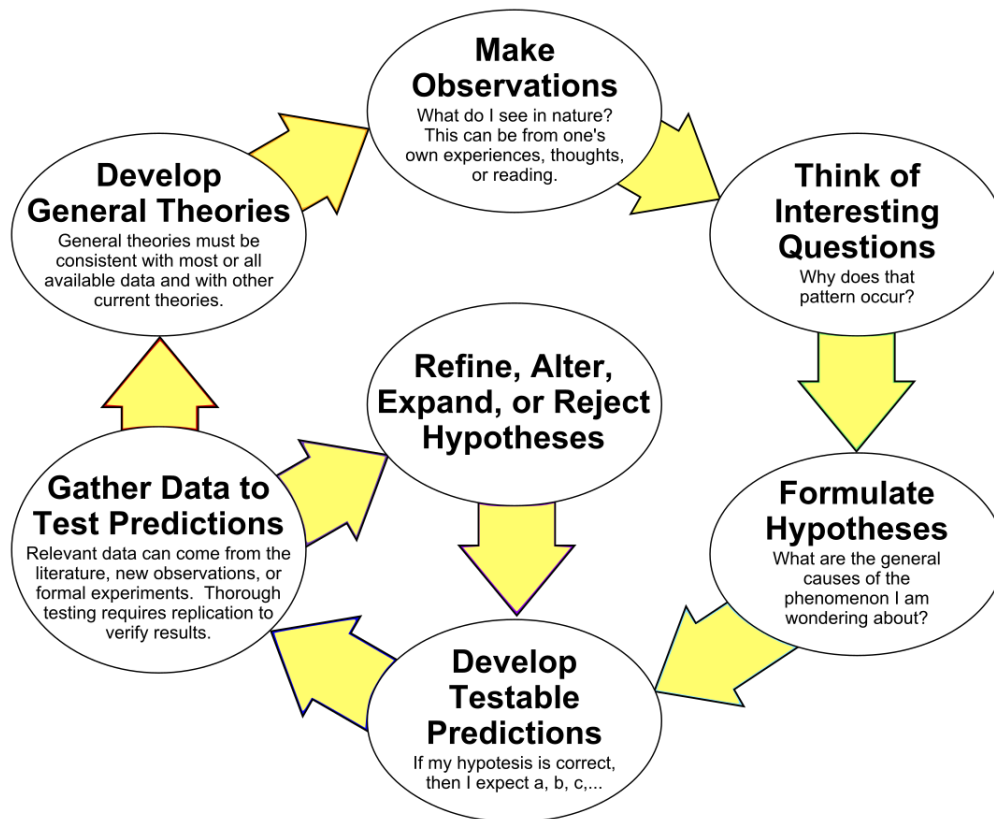 Make
Observations
What do I see in nature?
This can be from one's
own experiences, thoughts,
or reading.
Think of
Interesting
Questions
Why does that
pattern occur?
Formulate
Hypotheses
What are the general
causes of the
phenomenon I am
wondering about?
Develop
Testable
Predictions
If my hypotesis is correct,
then I expect a, b, c,...
Gather Data to
Test Predictions
Relevant data can come from the
literature, new observations, or
formal experiments. Thorough
testing requires replication to
verify results.
Refine, Alter,
Expand, or Reject
Hypotheses
Develop
General Theories
General theories must be
consistent with most or all
available data and with other
current theories.